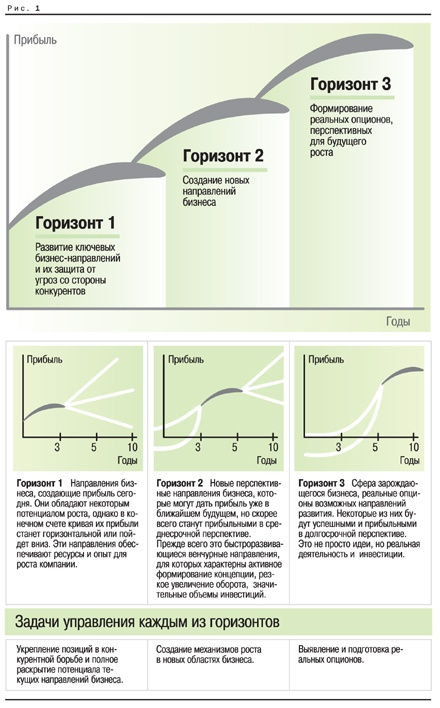 Рис. 1
Прибыль
Горизонт 3
Формирование
реальных опционов,
перспективных
для будущего
роста
Горизонт 2
Создание новых
направлений
бизнеса
Горизонт 1
Развитие ключевых
бизнес-направлений
и их защита от
угроз со стороны
конкурентов
Годы
Прибыль
3 5 10
Годы
Прибыль
3 5 10
Годы
Прибыль
3 5 10
Годы
Горизонт 1 Направления биз-
неса, создающие прибыль сего-
дня. Они обладают некоторым
потенциалом роста, однако в ко-
нечном счете кривая их прибыли
станет горизонтальной или пой-
дет вниз. Эти направления обес-
печивают ресурсы и опыт для
роста компании.
Горизонт 2 Новые перспектив-
ные направления бизнеса, кото-
рые могут дать прибыль уже в
ближайшем будущем, но скорее
всего станут прибыльными в сре-
днесрочной перспективе.
Прежде всего это быстроразвива-
ющиеся венчурные направления,
для которых характерны активное
формирование концепции, рез-
кое увеличение оборота, значи-
тельные объемы инвестиций.
Горизонт 3 Сфера зарождаю-
щегося бизнеса, реальные опци-
оны возможных направлений
развития. Некоторые из них бу-
дут успешными и прибыльными
в долгосрочной перспективе.
Это не просто идеи, но реальная
деятельность и инвестиции.
Задачи управления каждым из горизонтов
Укрепление позиций в кон-
курентной борьбе и полное
раскрытие потенциала те-
кущих направлений бизнеса.
Создание механизмов роста
в новых областях бизнеса.
Выявление и подготовка ре-
альных опционов.